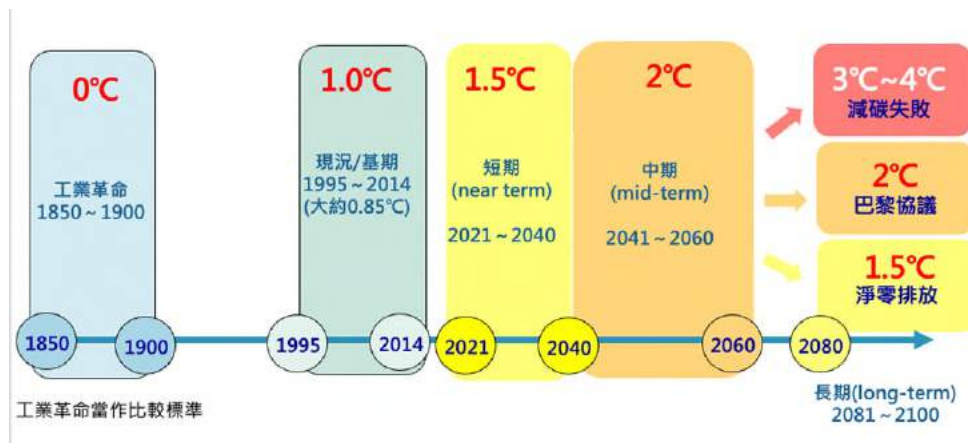 0℃
工業革命
1850～1900
1.0℃
現況/基期
1995～2014
(大約0.85℃)
1.5℃
短期
(near term)
2021～2040
2℃
中期
(mid-term)
2041～2060
3℃~4℃
減碳失敗
2℃
巴黎協議
1.5℃
淨零排放
1850
1900
1995
2014
2021
2040
2060
2080
工業革命當作比較標準
長期(long-term)
2081～2100